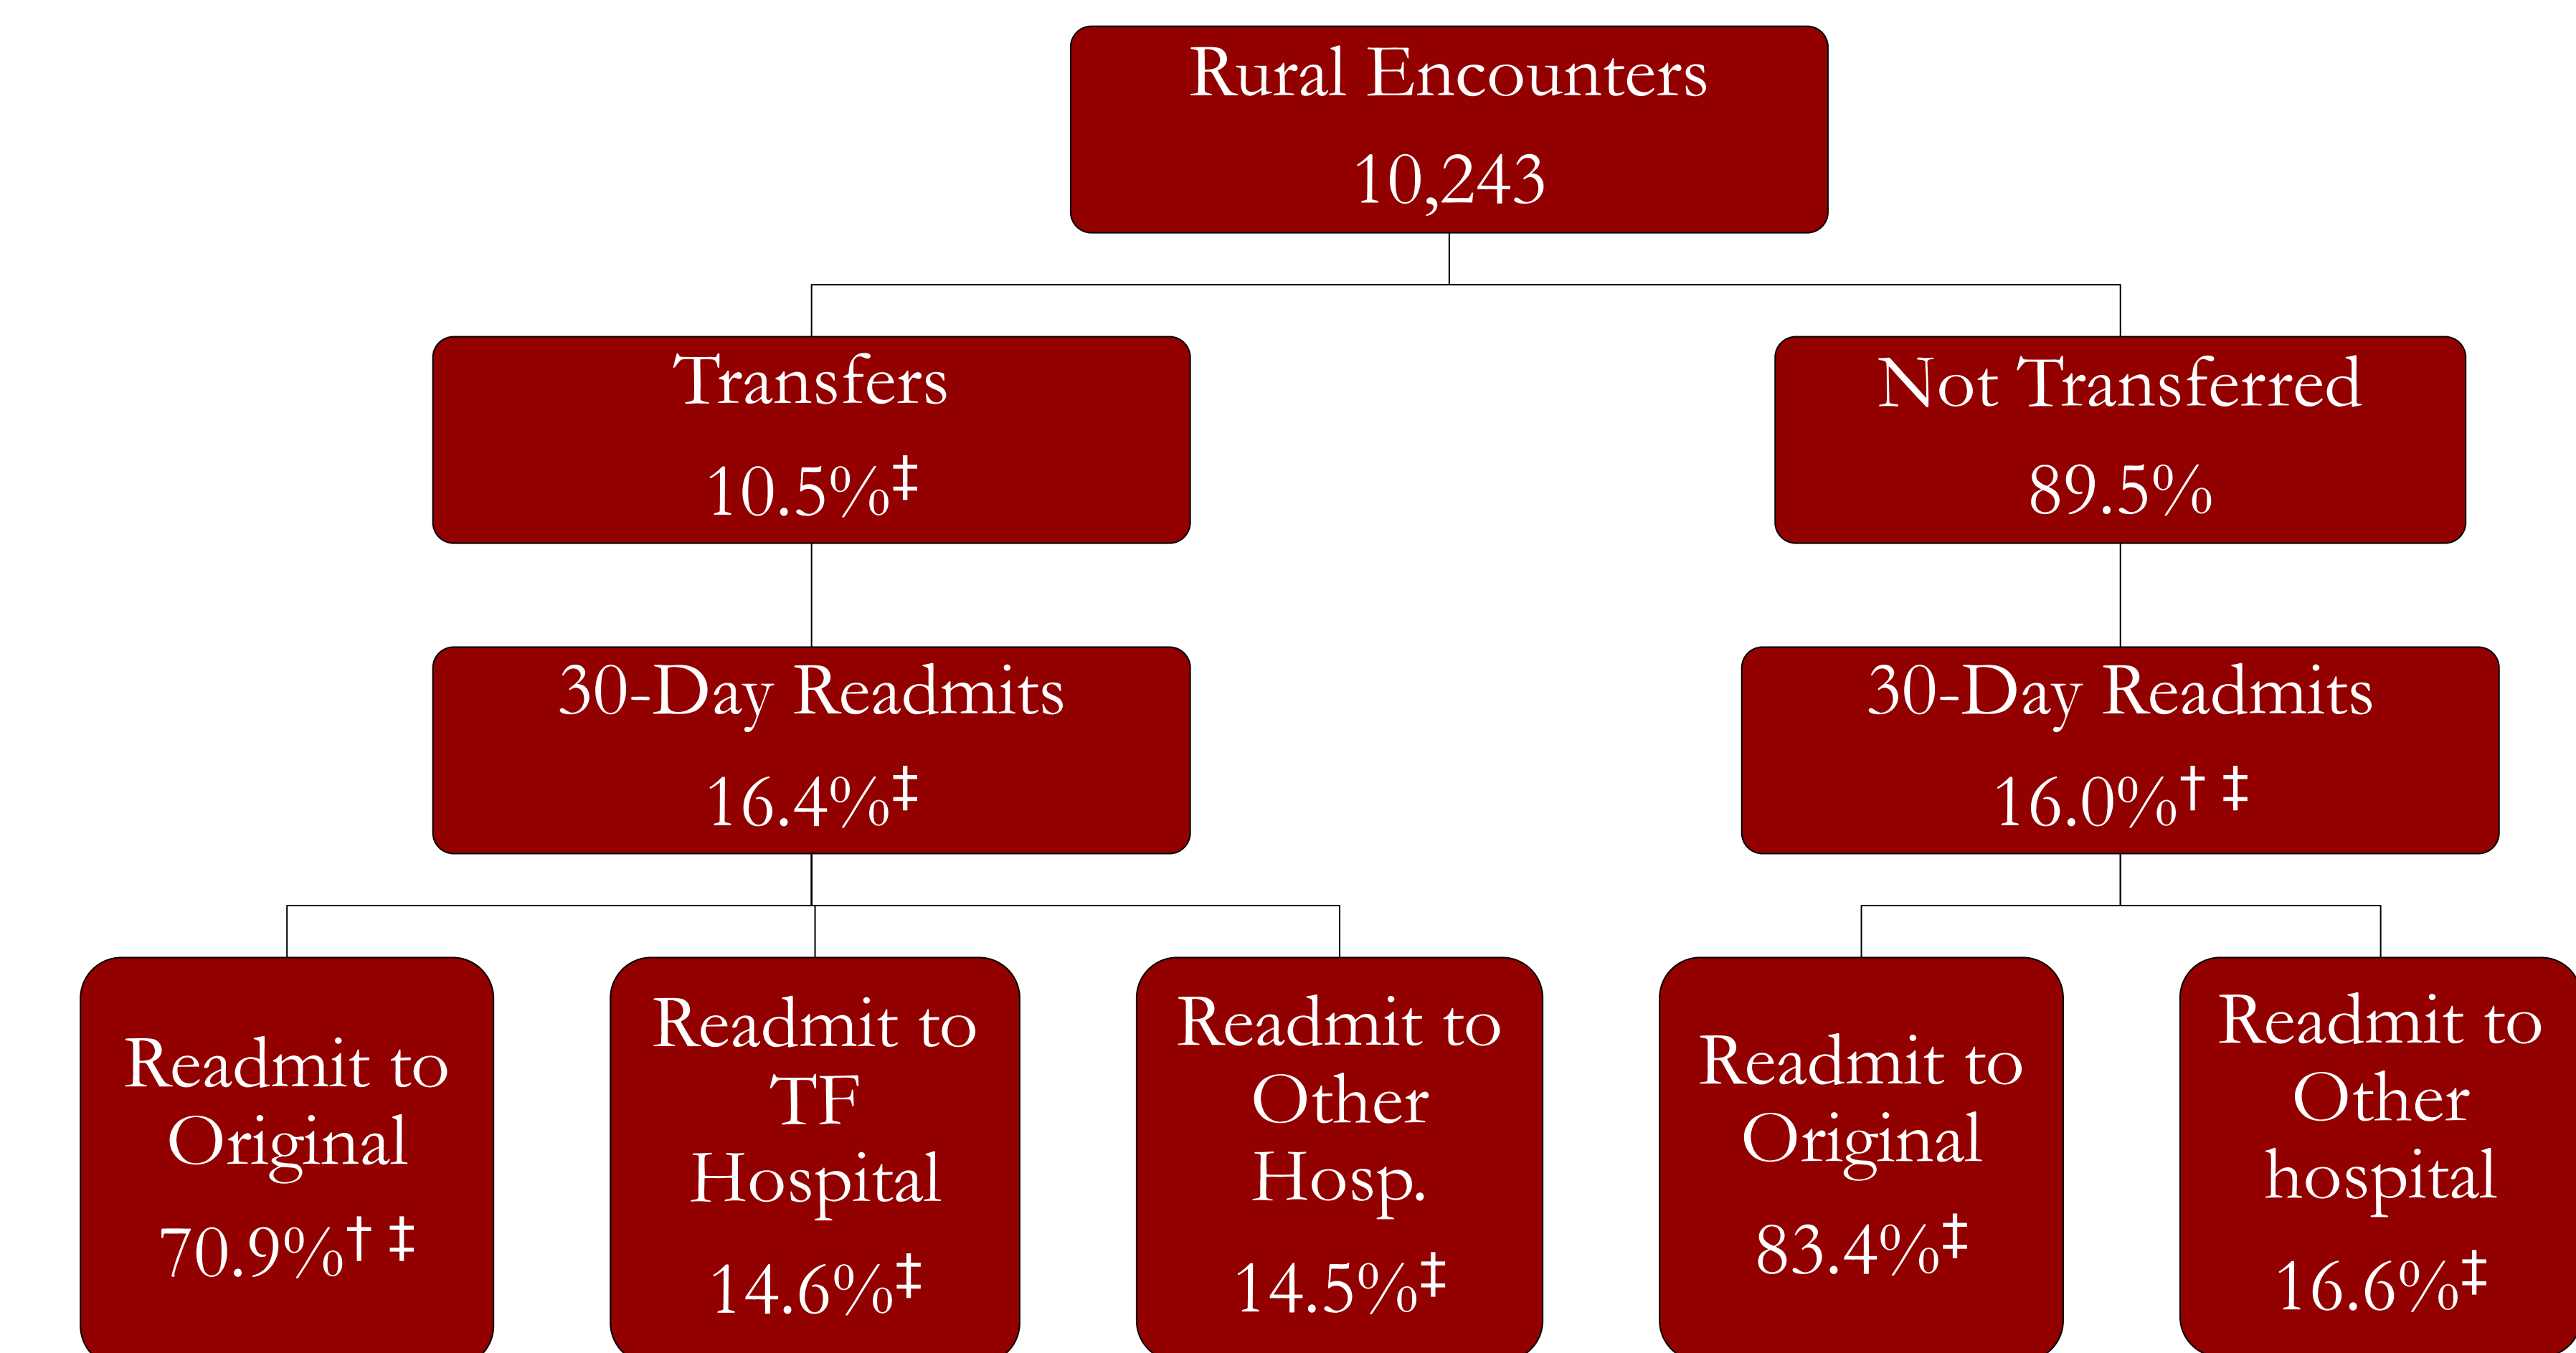 Rural Encounters
10,243
Transfers
10.5%‡
Not Transferred
89.5%
30-Day Readmits
16.4%‡
30-Day Readmits
16.0%† ‡
Readmit to
Original
70.9%† ‡
Readmit to
TF
Hospital
14.6%‡
Readmit to
Other
Hosp.
14.5%‡
Readmit to
Original
83.4%‡
Readmit to
Other
hospital
16.6%‡